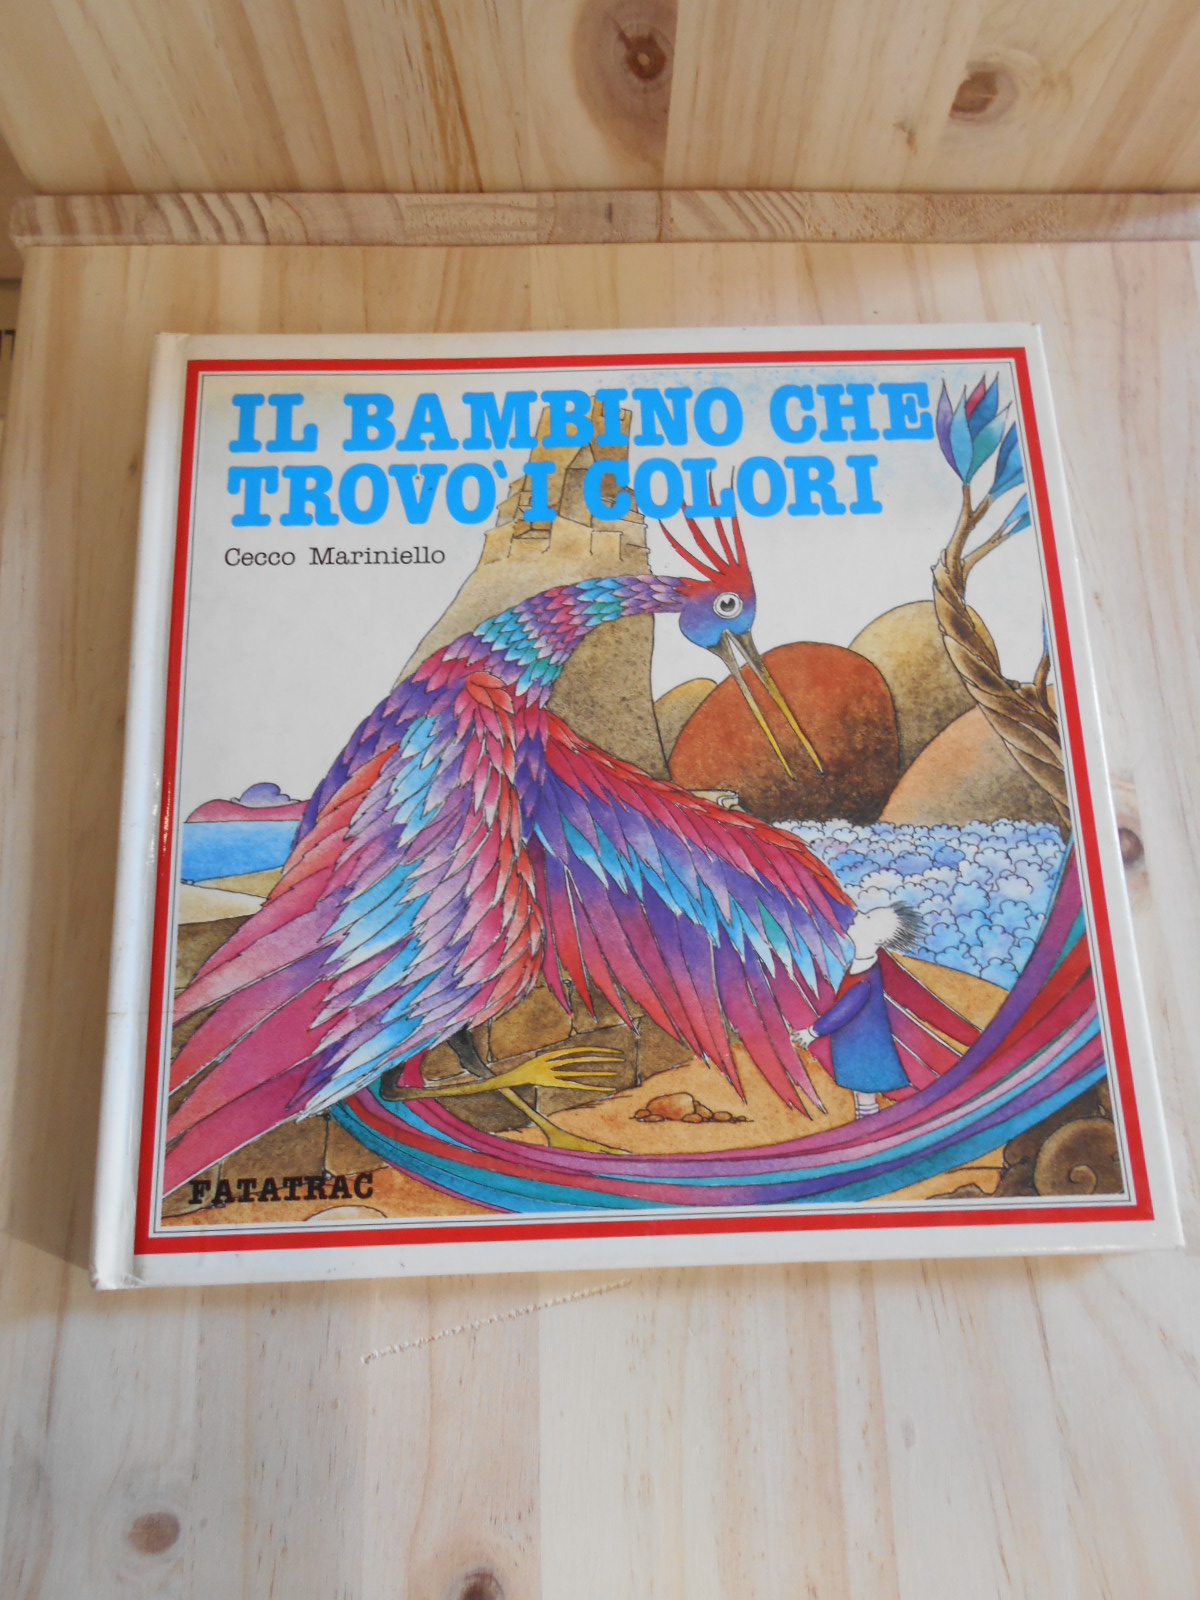 IL BAMBINO CHE
TROVO' I COLORI
Cecco Mariniello
FATATRAC